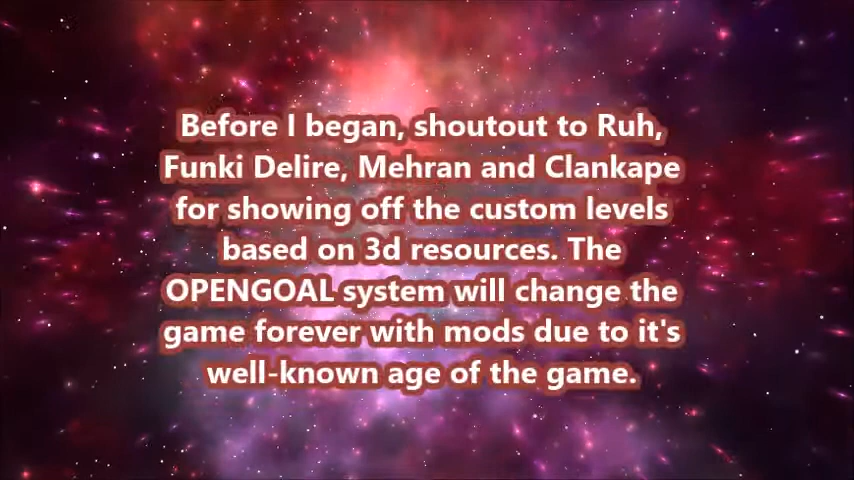 Before I began, shoutout to Ruh,
Funki Delire, Mehran and Clankape
for showing off the custom levels
based on 3d resources. The
OPENGOAL system will change the
game forever with mods due to it's
well-known age of the game.